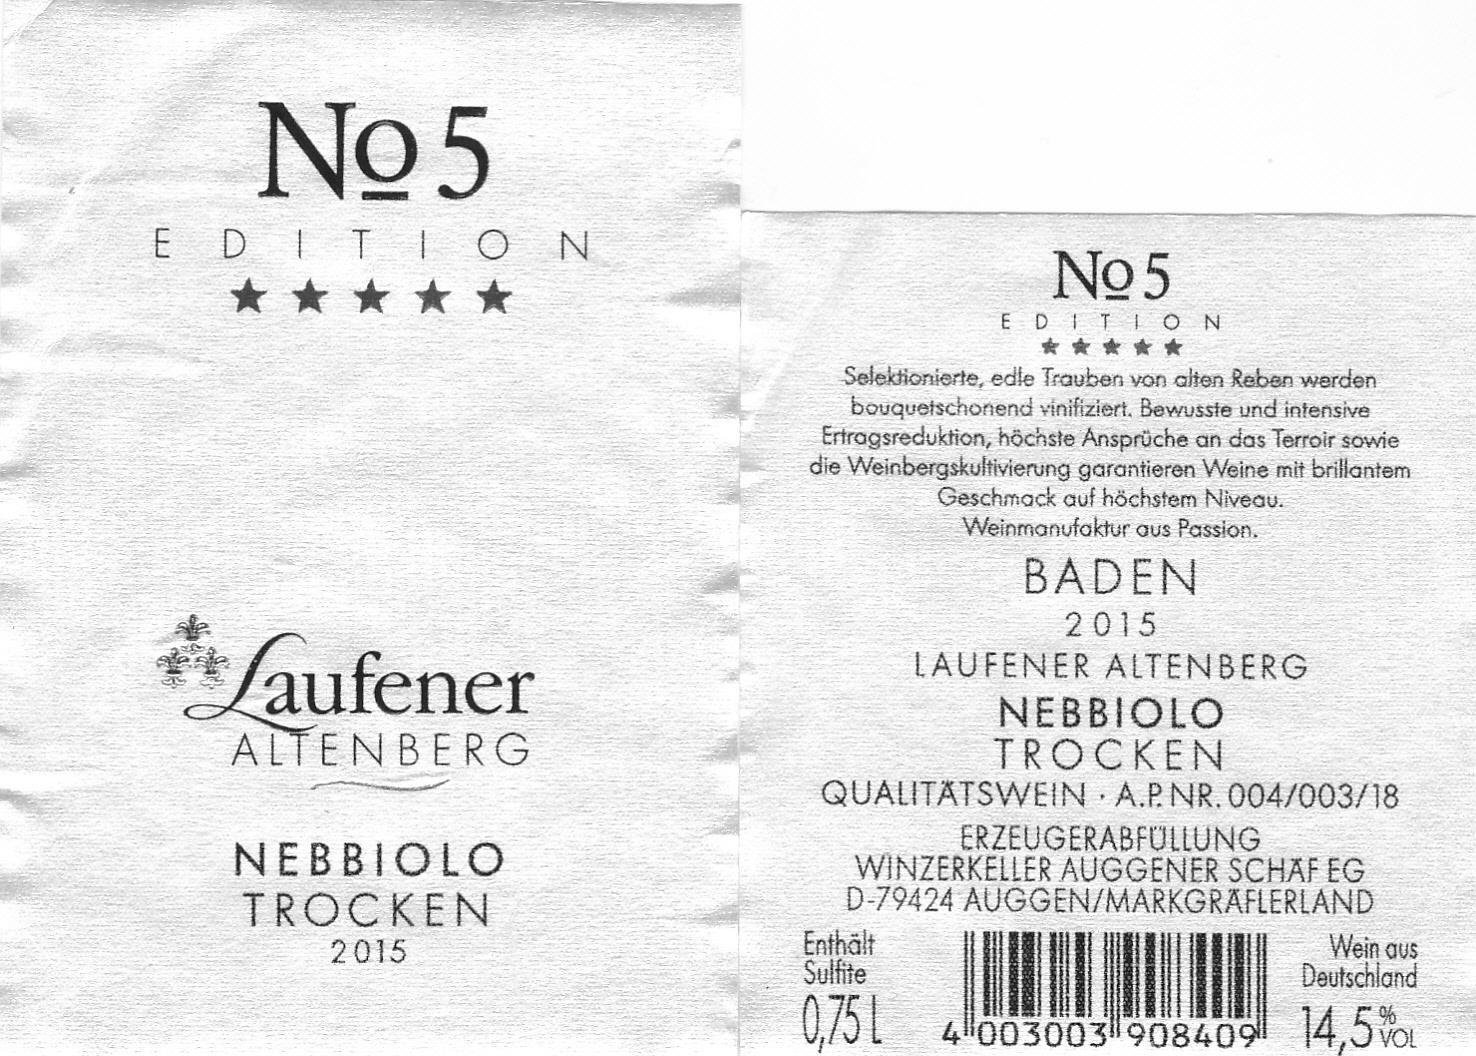 No 5
EDITION
Laufener
ALTENBERG
NEBBIOLO
TROCKEN
2015
No 5
EDITION
Selektionierte, edle Trauben von alten Reben werden
bouquetschonend vinifiziert. Bewusste und intensive
Ertragsreduktion, höchste Ansprüche an das Terroir sowie
die Weinbergskultivierung garantieren Weine mit brillantem
Geschmack auf höchstem Niveau.
Weinmanufaktur aus Passion.
BADEN
2015
LAUFENER ALTENBERG
NEBBIOLO
TROCKEN
QUALITÄTSWEIN · A.P.NR. 004/003/18
ERZEUGERABFÜLLUNG
WINZERKELLER AUGGENER SCHÄF EG
D-79424 AUGGEN/MARKGRÄFLERLAND
Enthält
Sulfite
0,75 L
4 003003 908409
Wein aus
Deutschland
14,5 % VOL